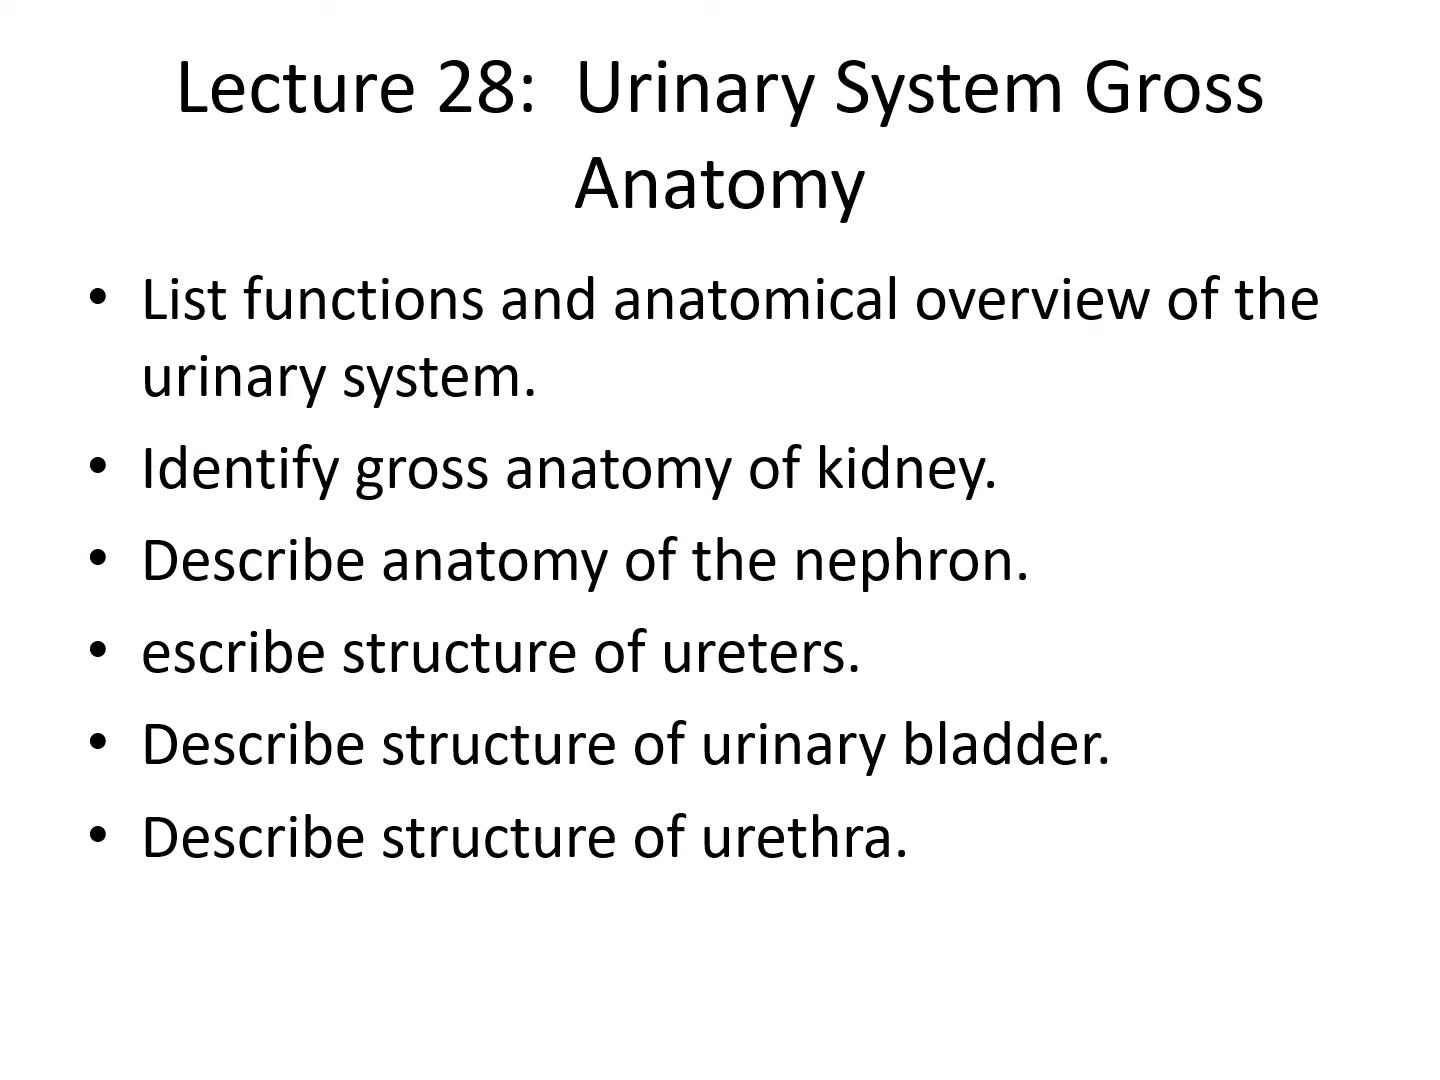 Lecture 28:  Urinary System Gross
Anatomy
• List functions and anatomical overview of the
urinary system.
• Identify gross anatomy of kidney.
• Describe anatomy of the nephron.
• escribe structure of ureters.
• Describe structure of urinary bladder.
• Describe structure of urethra.